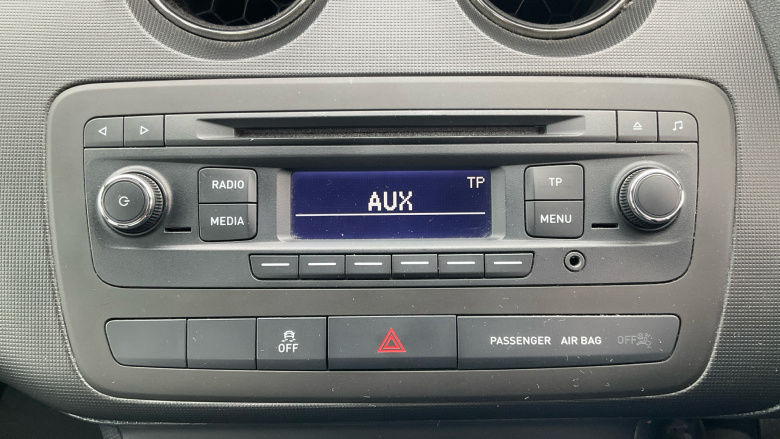 RADIO
MEDIA
TP
AUX
TP
MENU
OFF
PASSENGER AIR BAG OFF